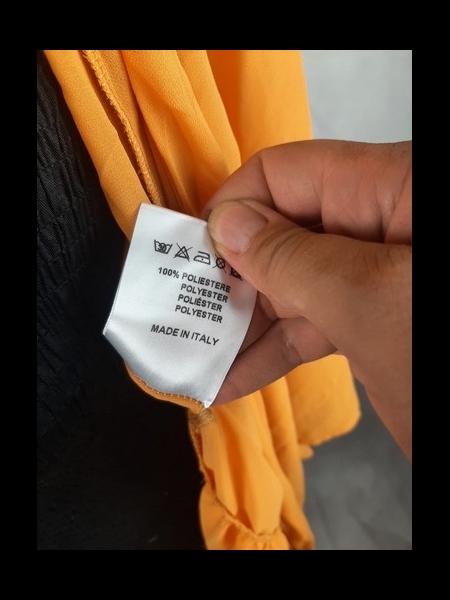 100% POLIESTERE
POLYESTER
POLIÉSTER
POLYESTER
MADE IN ITALY